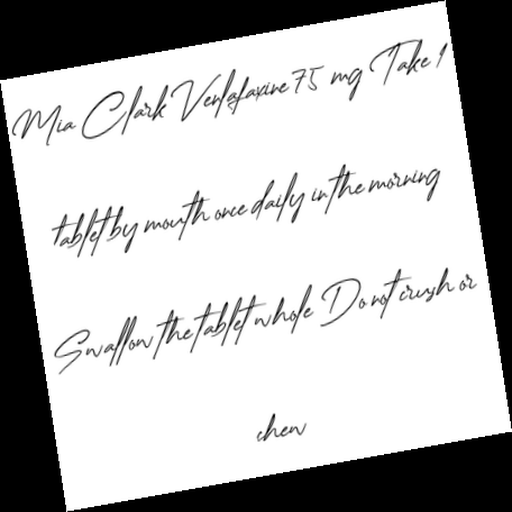 Mia Clark Venlafaxine 75 mg Take 1
tablet by mouth once daily in the morning
Swallow the tablet whole Do not crush or
chew